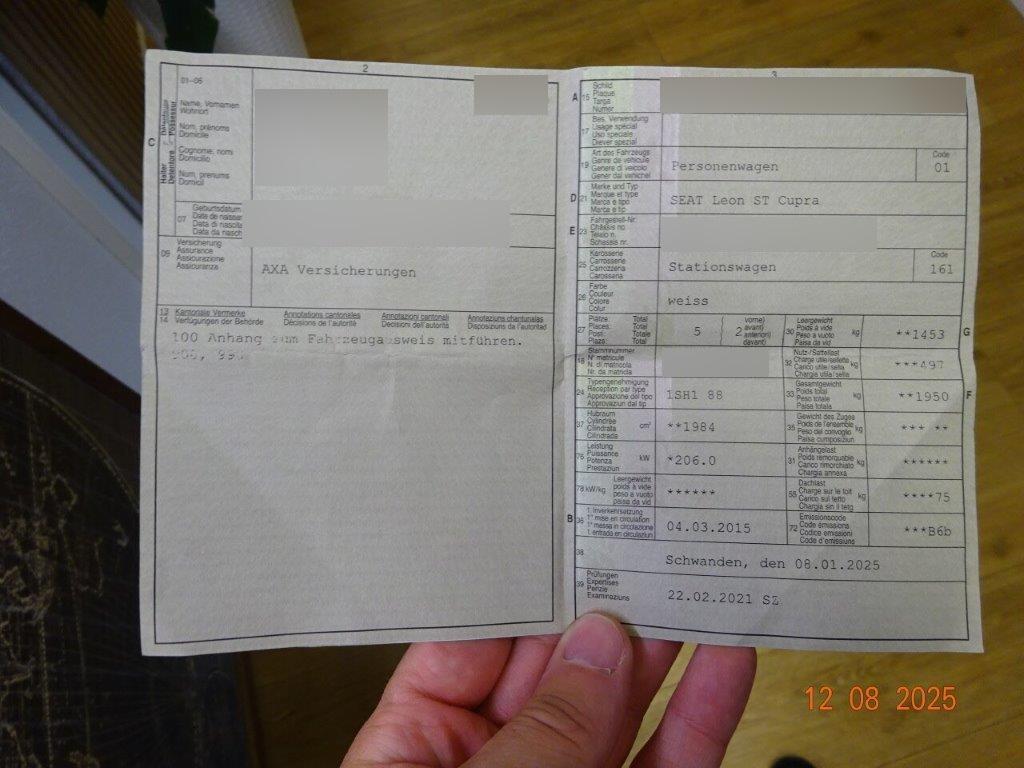 2
01-06
Name, Vornamen
Wohnort
Nom, prénoms
Domicile
Cognome, nomi
Domicilio
Num, prenums
Domicil
C
Halter
Détenteur
Detentore
Possessur
07
Geburtsdatum
Date de naissa
Data di nascita
Data da nasch
09
Versicherung
Assurance
Assicurazione
Assicuranza
AXA Versicherungen
13 Kantonale Vermerke Annotations cantonales Annotazioni cantonali Annotaziuns chantunalas
14 Verfügungen der Behörde Décisions de l'autorité Decisioni dell'autorità Disposiziuns da l'autoritad
100 Anhang zum Fahrzeugausweis mitführen.
3
A 15
Schild
Plaque
Targa
Numer
17
Bes. Verwendung
Usage spécial
Uso speciale
Diever spezial
19
Art des Fahrzeugs
Genre de véhicule
Genere di veicolo
Gener dal vehichel
Personenwagen
Code
01
D 21
Marke und Typ
Marque et type
Marca e tipo
Marca e tip
SEAT Leon ST Cupra
E 23
Fahrgestell-Nr.
Châssis no
Telaio n.
Schassis nr.
25
Karosserie
Carrosserie
Carrozzeria
Carossaria
Stationswagen
Code
161
26
Farbe
Couleur
Colore
Colur
weiss
27
Plätze: Total
Places: Total
Posti: Totale
Plazs: Total
5
2
(vorne)
avant)
anteriori)
davant)
30
Leergewicht
Poids à vide
Peso a vuoto
Paisa da vid
kg
**1453
G
18
Stammnummer
N° matricule
N. di matricola
Nr. da matricla
32
Nutz-/Sattellast
Charge utile/sellette
Carico utile/sella
Chargia utila/sella
kg
***497
24
Typengenehmigung
Réception par type
Approvazione del tipo
Approvaziun dal tip
1SH1 88
33
Gesamtgewicht
Poids total
Peso totale
Paisa totala
kg
**1950
F
37
Hubraum
Cylindrée
Cilindrata
Cilindrada
cm³
**1984
35
Gewicht des Zuges
Poids de l'ensemble
Peso del convoglio
Paisa cumposiziun
kg
*** **
76
Leistung
Puissance
Potenza
Prestaziun
kW
*206.0
31
Anhängelast
Poids remorquable
Carico rimorchiato
Chargia annexa
kg
******
78 kW/kg
Leergewicht
poids à vide
peso a vuoto
paisa da vid
******
55
Dachlast
Charge sur le toit
Carico sul tetto
Chargia sin il tetg
kg
****75
B 36
1. Inverkehrsetzung
1re mise en circulation
1a messa in circolazione
1. entrada en circulaziun
04.03.2015
72
Emissionscode
Code émissions
Codice emissioni
Code d'emissiuns
***B6b
38
Schwanden, den 08.01.2025
39
Prüfungen
Expertises
Perizie
Examinaziuns
22.02.2021 SZ
12 08 2025